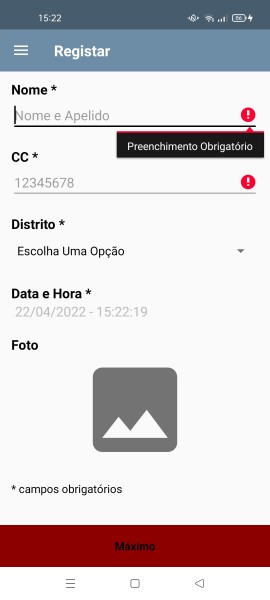 15:22
86
Registar
Nome *
Nome e Apelido
Preenchimento Obrigatório
CC *
12345678
Distrito *
Escolha Uma Opção
Data e Hora *
22/04/2022 - 15:22:19
Foto
* campos obrigatórios
Máximo